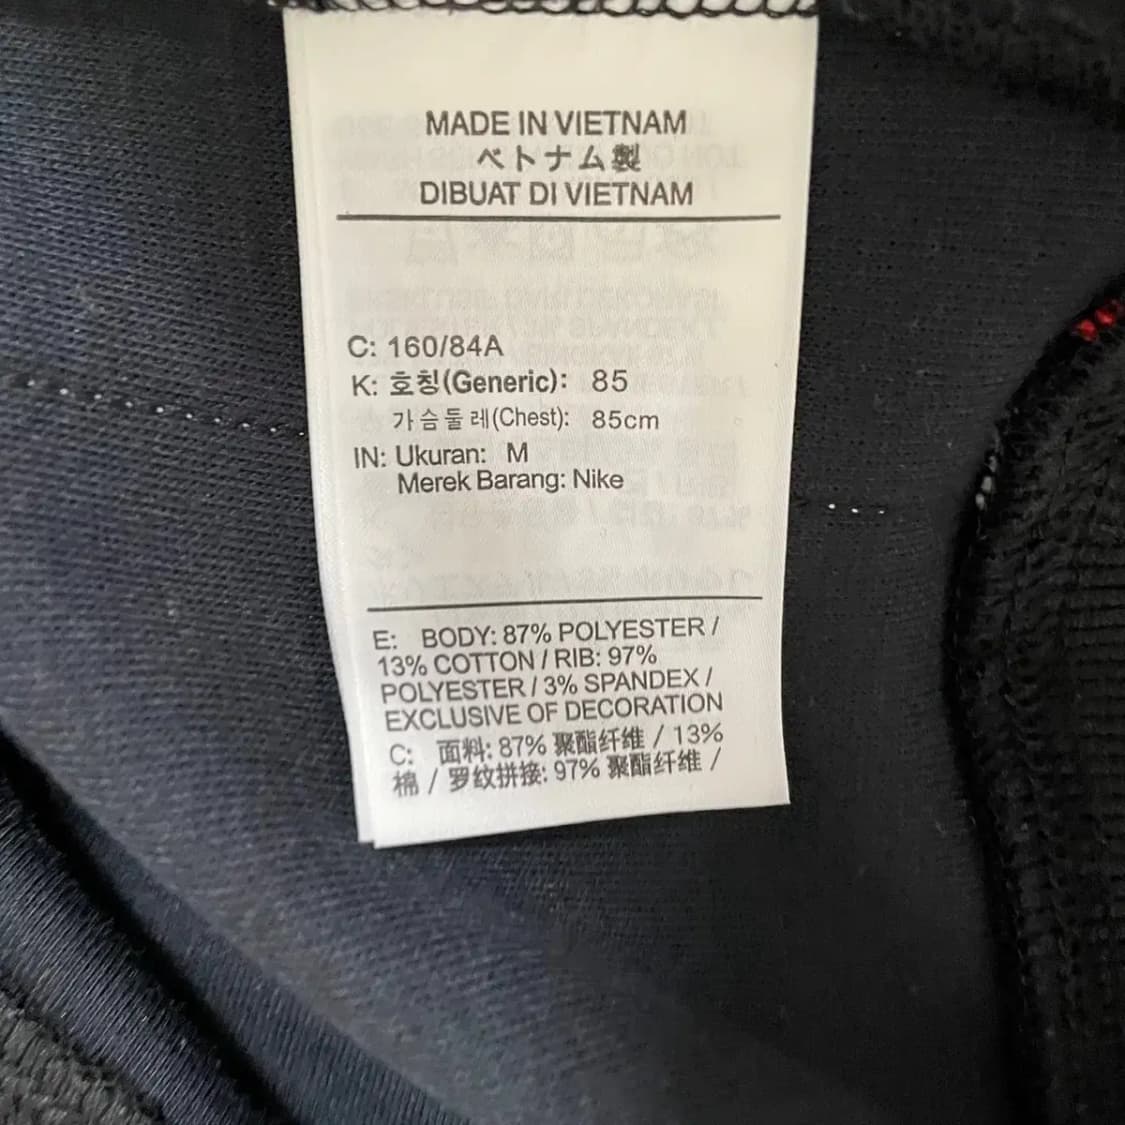 MADE IN VIETNAM
ベトナム製
DIBUAT DI VIETNAM
C: 160/84A
K: 호칭(Generic): 85
가슴둘레(Chest): 85cm
IN: Ukuran: M
Merek Barang: Nike
E: BODY: 87% POLYESTER /
13% COTTON / RIB: 97%
POLYESTER / 3% SPANDEX /
EXCLUSIVE OF DECORATION
C: 面料: 87% 聚酯纤维 / 13%
棉 / 罗纹拼接: 97% 聚酯纤维 /